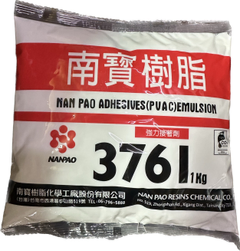 南寶樹脂
NAN PAO ADHESIVES(PVAC)EMULSION
強力接著劑
NANPAO
3761 1Kg
南寶樹脂化學工廠股份有限公司
NAN PAO RESINS CHEMICAL CO.,